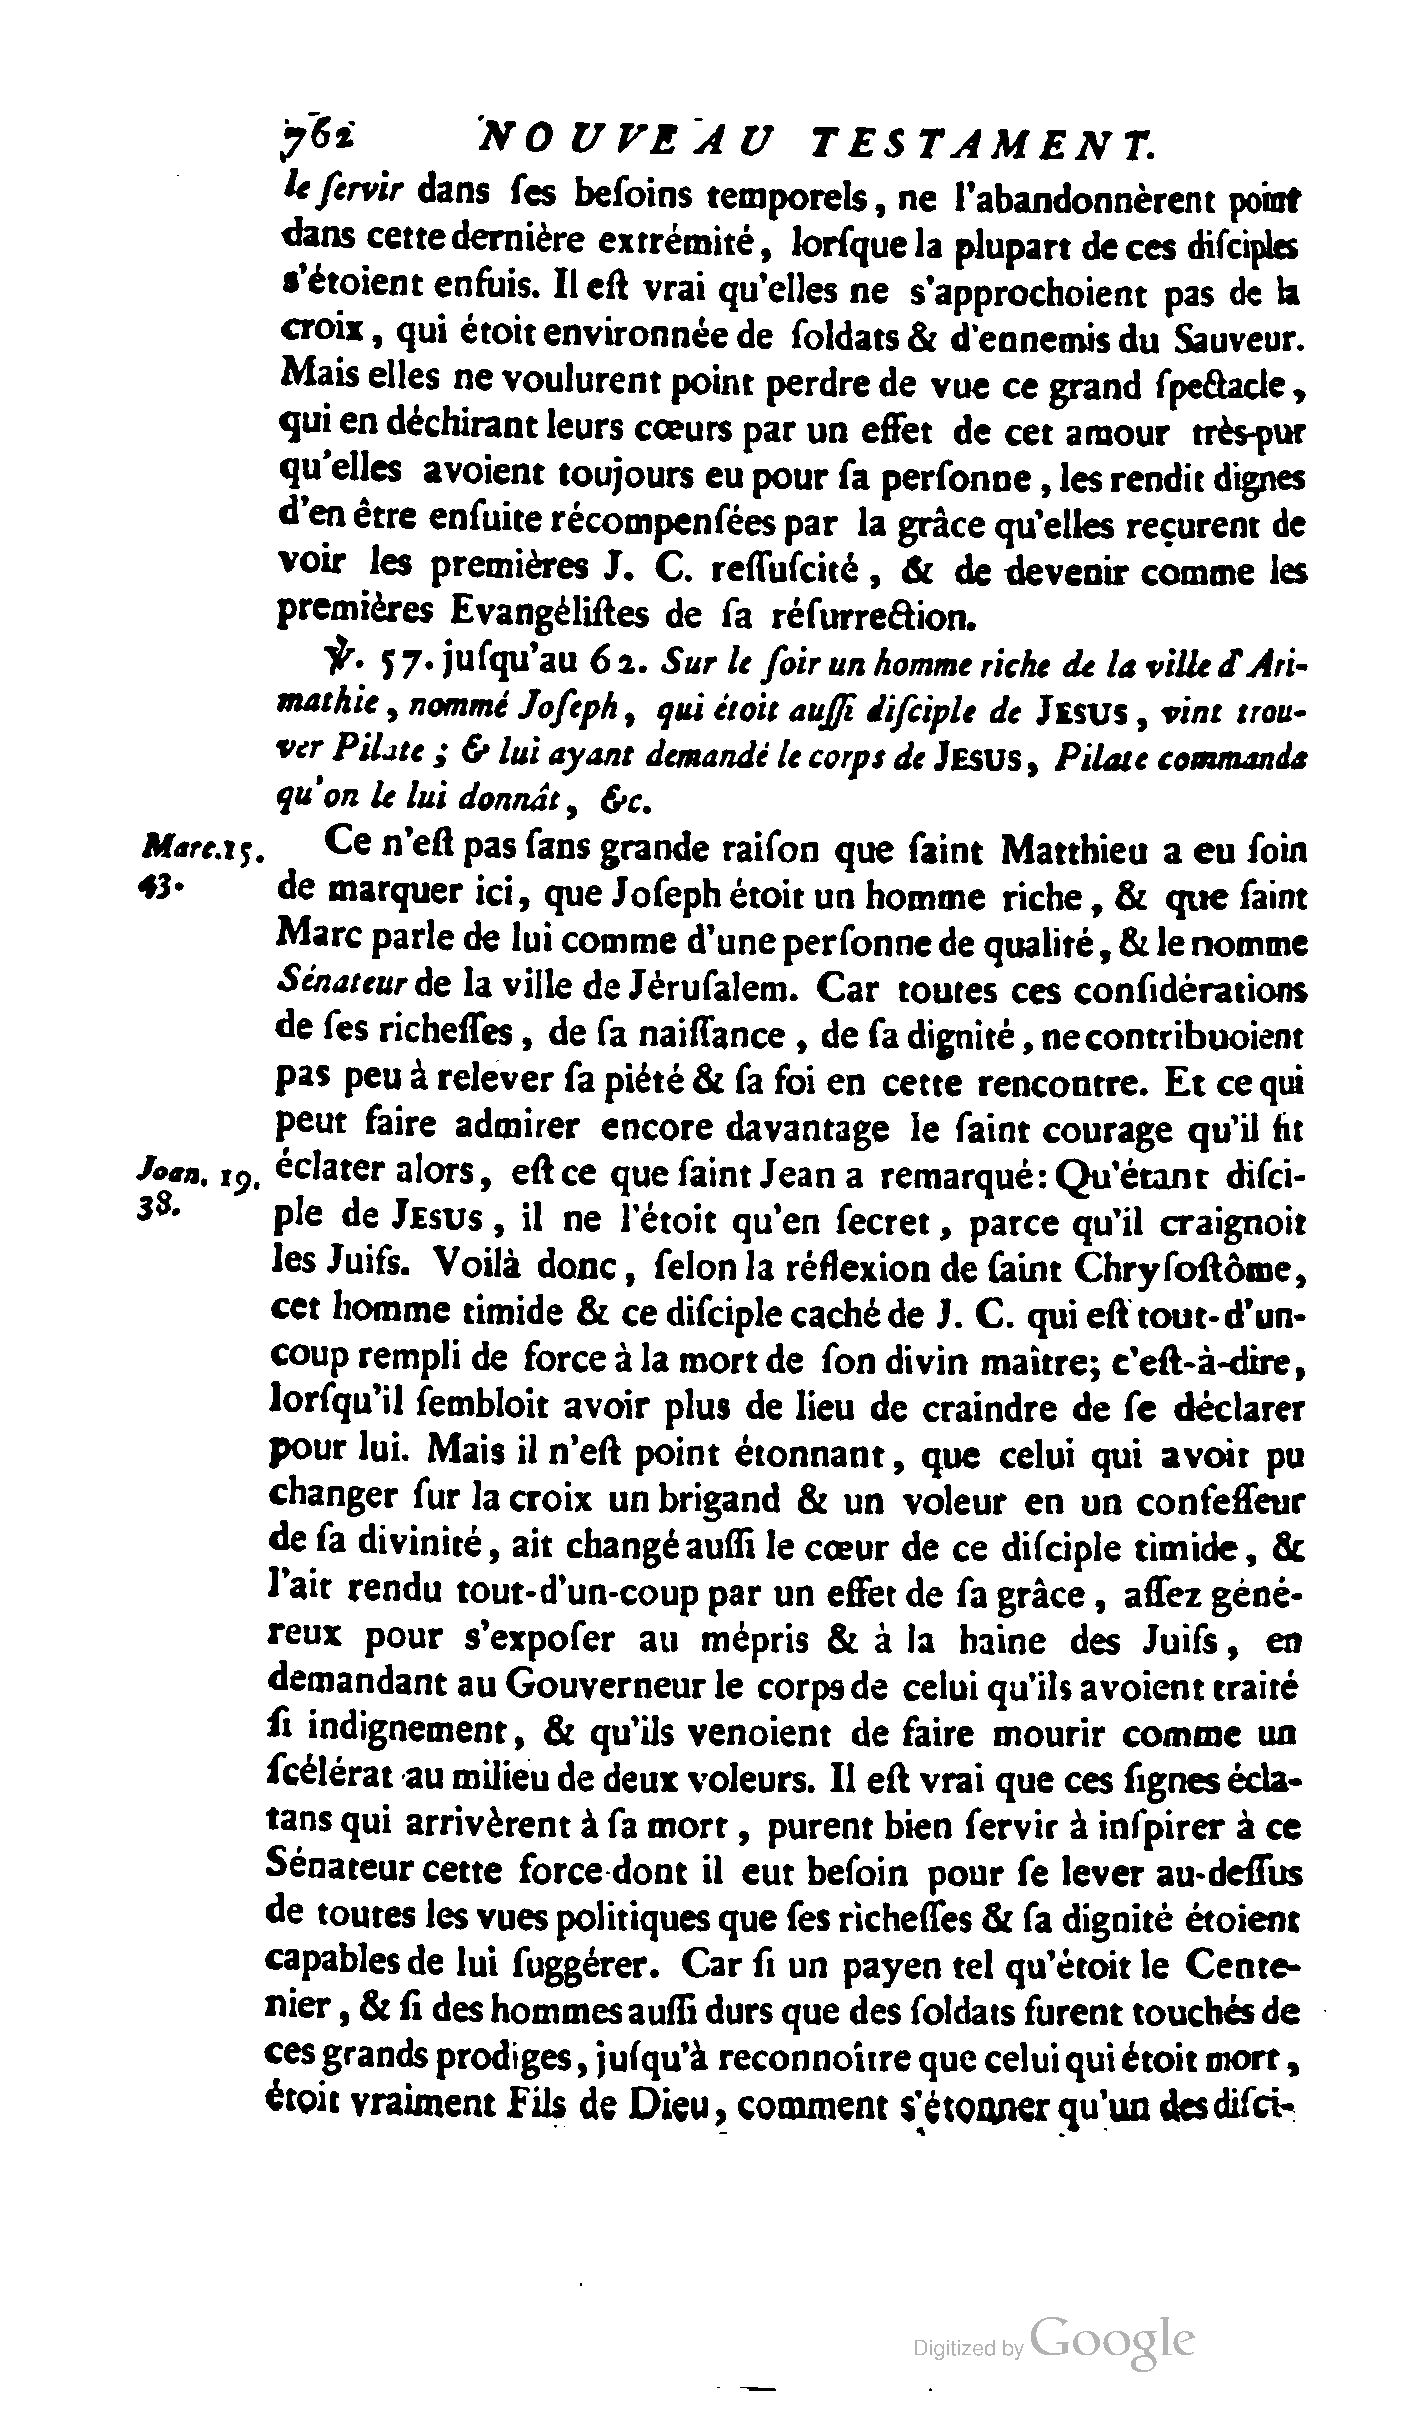 762 NOUVEAU TESTAMENT.
le ſervir dans ſes beſoins temporels, ne l'abandonnèrent point
dans cette dernière extrémité, lorſque la plupart de ces diſciples
s'étoient enfuis. Il eſt vrai qu'elles ne s'approchoient pas de la
croix, qui étoit environnée de ſoldats & d'ennemis du Sauveur.
Mais elles ne voulurent point perdre de vue ce grand ſpectacle,
qui en déchirant leurs cœurs par un effet de cet amour très-pur
qu'elles avoient toujours eu pour ſa perſonne, les rendit dignes
d'en être enſuite récompenſées par la grâce qu'elles reçurent de
voir les premières J. C. reſſuſcité, & de devenir comme les
premières Evangéliſtes de ſa réſurrection.
℣. 57. juſqu'au 62. Sur le ſoir un homme riche de la ville d'Ari-
mathie, nommé Joſeph, qui étoit auſſi diſciple de JESUS, vint trou-
ver Pilate; & lui ayant demandé le corps de JESUS, Pilate commanda
qu'on le lui donnât, &c.
Marc. 15. 43.
Ce n'eſt pas ſans grande raiſon que ſaint Matthieu a eu ſoin
de marquer ici, que Joſeph étoit un homme riche, & que ſaint
Marc parle de lui comme d'une perſonne de qualité, & le nomme
Sénateur de la ville de Jéruſalem. Car toutes ces conſidérations
de ſes richeſſes, de ſa naiſſance, de ſa dignité, ne contribuoient
pas peu à relever ſa piété & ſa foi en cette rencontre. Et ce qui
peut faire admirer encore davantage le ſaint courage qu'il fit
Joan. 19. 38.
éclater alors, eſt ce que ſaint Jean a remarqué: Qu'étant diſci-
ple de JESUS, il ne l'étoit qu'en ſecret, parce qu'il craignoit
les Juifs. Voilà donc, ſelon la réflexion de ſaint Chryſoſtôme,
cet homme timide & ce diſciple caché de J. C. qui eſt tout-d'un-
coup rempli de force à la mort de ſon divin maître; c'eſt-à-dire,
lorſqu'il ſembloit avoir plus de lieu de craindre de ſe déclarer
pour lui. Mais il n'eſt point étonnant, que celui qui avoit pu
changer ſur la croix un brigand & un voleur en un confeſſeur
de ſa divinité, ait changé auſſi le cœur de ce diſciple timide, &
l'ait rendu tout-d'un-coup par un effet de ſa grâce, aſſez géné-
reux pour s'expoſer au mépris & à la haine des Juifs, en
demandant au Gouverneur le corps de celui qu'ils avoient traité
ſi indignement, & qu'ils venoient de faire mourir comme un
ſcélérat au milieu de deux voleurs. Il eſt vrai que ces ſignes écla-
tans qui arrivèrent à ſa mort, purent bien ſervir à inſpirer à ce
Sénateur cette force dont il eut beſoin pour ſe lever au-deſſus
de toutes les vues politiques que ſes richeſſes & ſa dignité étoient
capables de lui ſuggérer. Car ſi un payen tel qu'étoit le Cente-
nier, & ſi des hommes auſſi durs que des ſoldats furent touchés de
ces grands prodiges, juſqu'à reconnoître que celui qui étoit mort,
étoit vraiment Fils de Dieu, comment s'étonner qu'un des diſci-
Digitized by Google